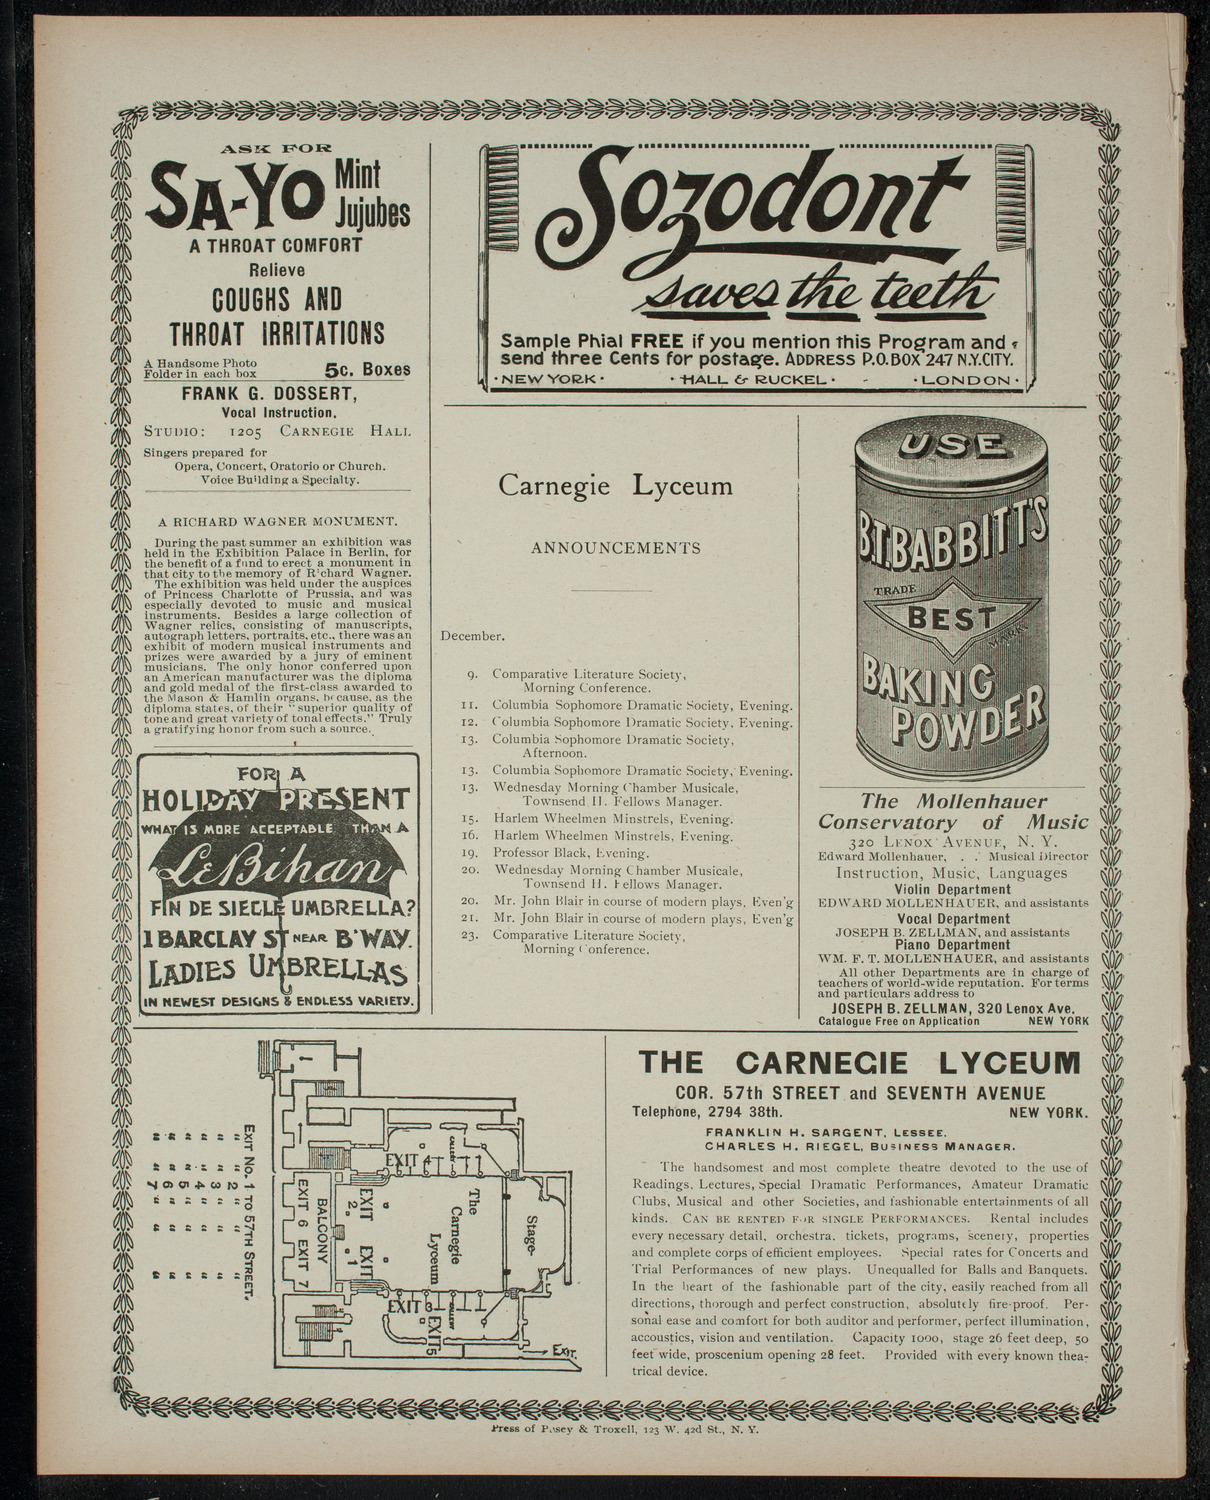 ASK FOR
SA-YO Mint Jujubes
A THROAT COMFORT
Relieve
COUGHS AND
THROAT IRRITATIONS
A Handsome Photo
Folder in each box
5c. Boxes
FRANK G. DOSSERT,
Vocal Instruction.
STUDIO: 1205 CARNEGIE HALL
Singers prepared for
Opera, Concert, Oratorio or Church.
Voice Building a Specialty.
A RICHARD WAGNER MONUMENT.
During the past summer an exhibition was
held in the Exhibition Palace in Berlin, for
the benefit of a fund to erect a monument in
that city to the memory of Richard Wagner.
The exhibition was held under the auspices
of Princess Charlotte of Prussia, and was
especially devoted to music and musical
instruments. Besides a large collection of
Wagner relics, consisting of manuscripts,
autograph letters, portraits, etc., there was an
exhibit of modern musical instruments and
prizes were awarded by a jury of eminent
musicians. The only honor conferred upon
an American manufacturer was the diploma
and gold medal of the first-class awarded to
the Mason & Hamlin organs, because, as the
diploma states, of their "superior quality of
tone and great variety of tonal effects." Truly
a gratifying honor from such a source.
FOR A
HOLIDAY PRESENT
WHAT IS MORE ACCEPTABLE THAN A
LeBihan
FIN DE SIECLE UMBRELLA?
1 BARCLAY ST NEAR B'WAY.
LADIES UMBRELLAS
IN NEWEST DESIGNS & ENDLESS VARIETY.
Sozodont
saves the teeth
Sample Phial FREE if you mention this Program and
send three Cents for postage. ADDRESS P.O. BOX 247 N.Y. CITY.
·NEW YORK· ·HALL & RUCKEL· ·LONDON·
Carnegie Lyceum
ANNOUNCEMENTS
December.
9. Comparative Literature Society,
Morning Conference.
11. Columbia Sophomore Dramatic Society, Evening.
12. Columbia Sophomore Dramatic Society, Evening.
13. Columbia Sophomore Dramatic Society,
Afternoon.
13. Columbia Sophomore Dramatic Society, Evening.
13. Wednesday Morning Chamber Musicale,
Townsend H. Fellows Manager.
15. Harlem Wheelmen Minstrels, Evening.
16. Harlem Wheelmen Minstrels, Evening.
19. Professor Black, Evening.
20. Wednesday Morning Chamber Musicale,
Townsend H. Fellows Manager.
20. Mr. John Blair in course of modern plays, Even'g
21. Mr. John Blair in course of modern plays, Even'g
23. Comparative Literature Society,
Morning Conference.
USE
B.T. BABBITT'S
TRADE MARK
BEST
BAKING
POWDER
The Mollenhauer
Conservatory of Music
320 LENOX AVENUE, N. Y.
Edward Mollenhauer, . . Musical Director
Instruction, Music, Languages
Violin Department
EDWARD MOLLENHAUER, and assistants
Vocal Department
JOSEPH B. ZELLMAN, and assistants
Piano Department
WM. F. T. MOLLENHAUER, and assistants
All other Departments are in charge of
teachers of world-wide reputation. For terms
and particulars address to
JOSEPH B. ZELLMAN, 320 Lenox Ave.
Catalogue Free on Application NEW YORK
EXIT NO. 1 TO 57TH STREET.
" " 2 " " "
" " 3 " " "
" " 4 " " "
" " 5 " " "
" " 6 " " "
" " 7 " " "
EXIT 4
GALLERY
BALCONY
EXIT 6 EXIT 7
EXIT 2
EXIT 1
The
Carnegie
Lyceum
Stage
EXIT 3
GALLERY
EXIT 5
EXIT.
THE CARNEGIE LYCEUM
COR. 57th STREET and SEVENTH AVENUE
Telephone, 2794 38th. NEW YORK.
FRANKLIN H. SARGENT, LESSEE.
CHARLES H. RIEGEL, BUSINESS MANAGER.
The handsomest and most complete theatre devoted to the use of
Readings, Lectures, Special Dramatic Performances, Amateur Dramatic
Clubs, Musical and other Societies, and fashionable entertainments of all
kinds. CAN BE RENTED FOR SINGLE PERFORMANCES. Rental includes
every necessary detail, orchestra, tickets, programs, scenery, properties
and complete corps of efficient employees. Special rates for Concerts and
Trial Performances of new plays. Unequalled for Balls and Banquets.
In the heart of the fashionable part of the city, easily reached from all
directions, thorough and perfect construction, absolutely fire-proof. Per-
sonal ease and comfort for both auditor and performer, perfect illumination,
accoustics, vision and ventilation. Capacity 1000, stage 26 feet deep, 50
feet wide, proscenium opening 28 feet. Provided with every known thea-
trical device.
Press of Pusey & Troxell, 123 W. 42d St., N. Y.